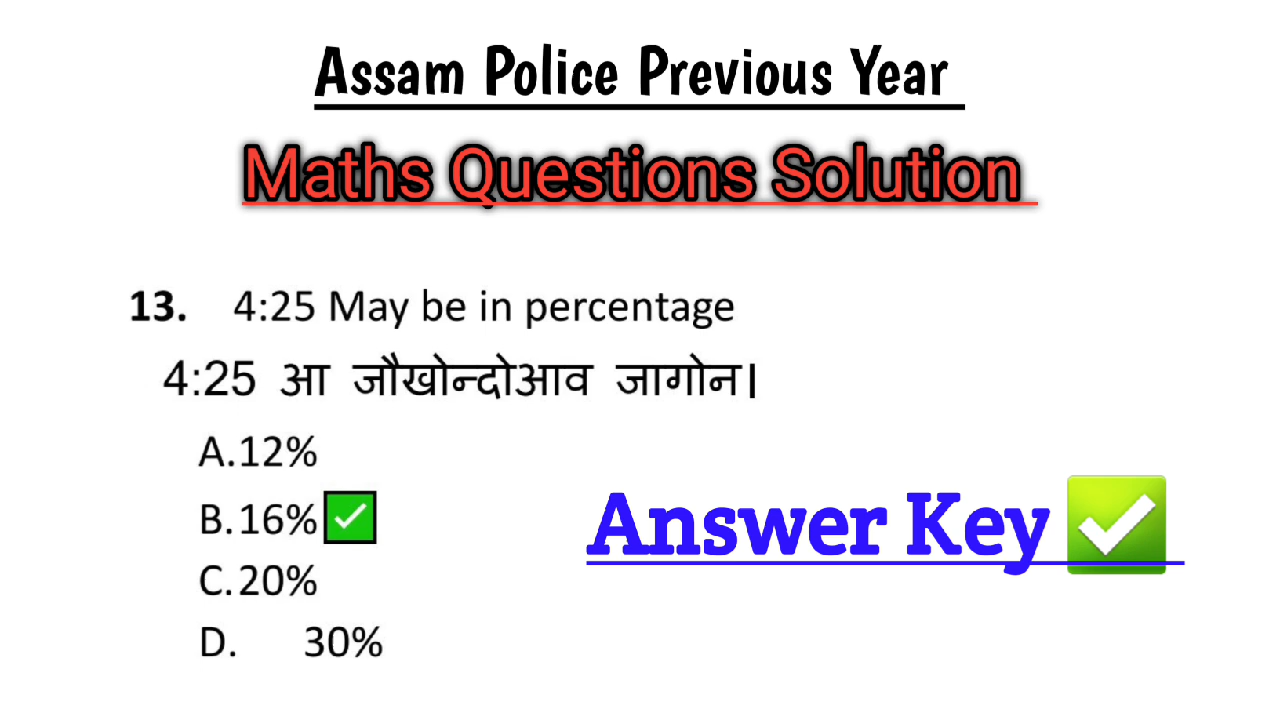 Assam Police Previous Year
Maths Questions Solution
13. 4:25 May be in percentage
4:25 आ जौखोन्दोआव जागोन।
A.12%
B.16%
C.20%
D. 30%
Answer Key